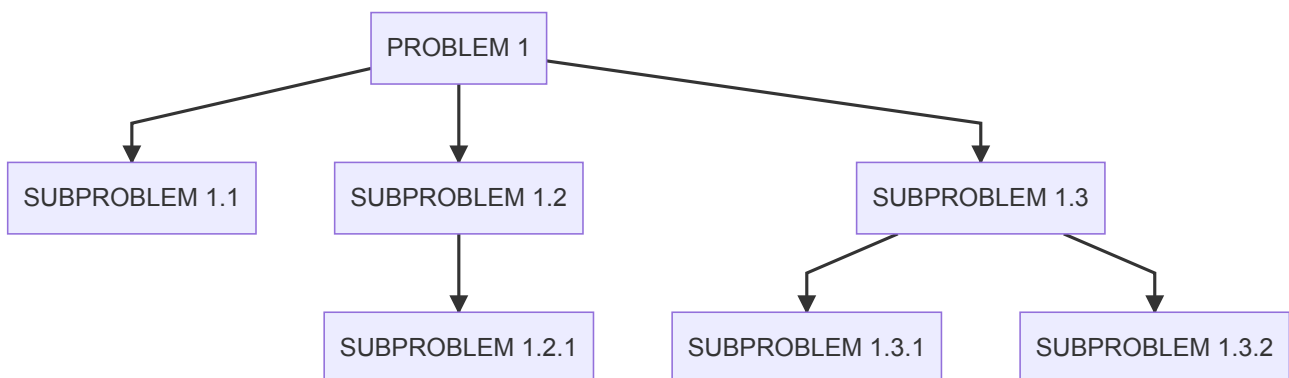 PROBLEM 1
SUBPROBLEM 1.1
SUBPROBLEM 1.2
SUBPROBLEM 1.3
SUBPROBLEM 1.2.1
SUBPROBLEM 1.3.1
SUBPROBLEM 1.3.2